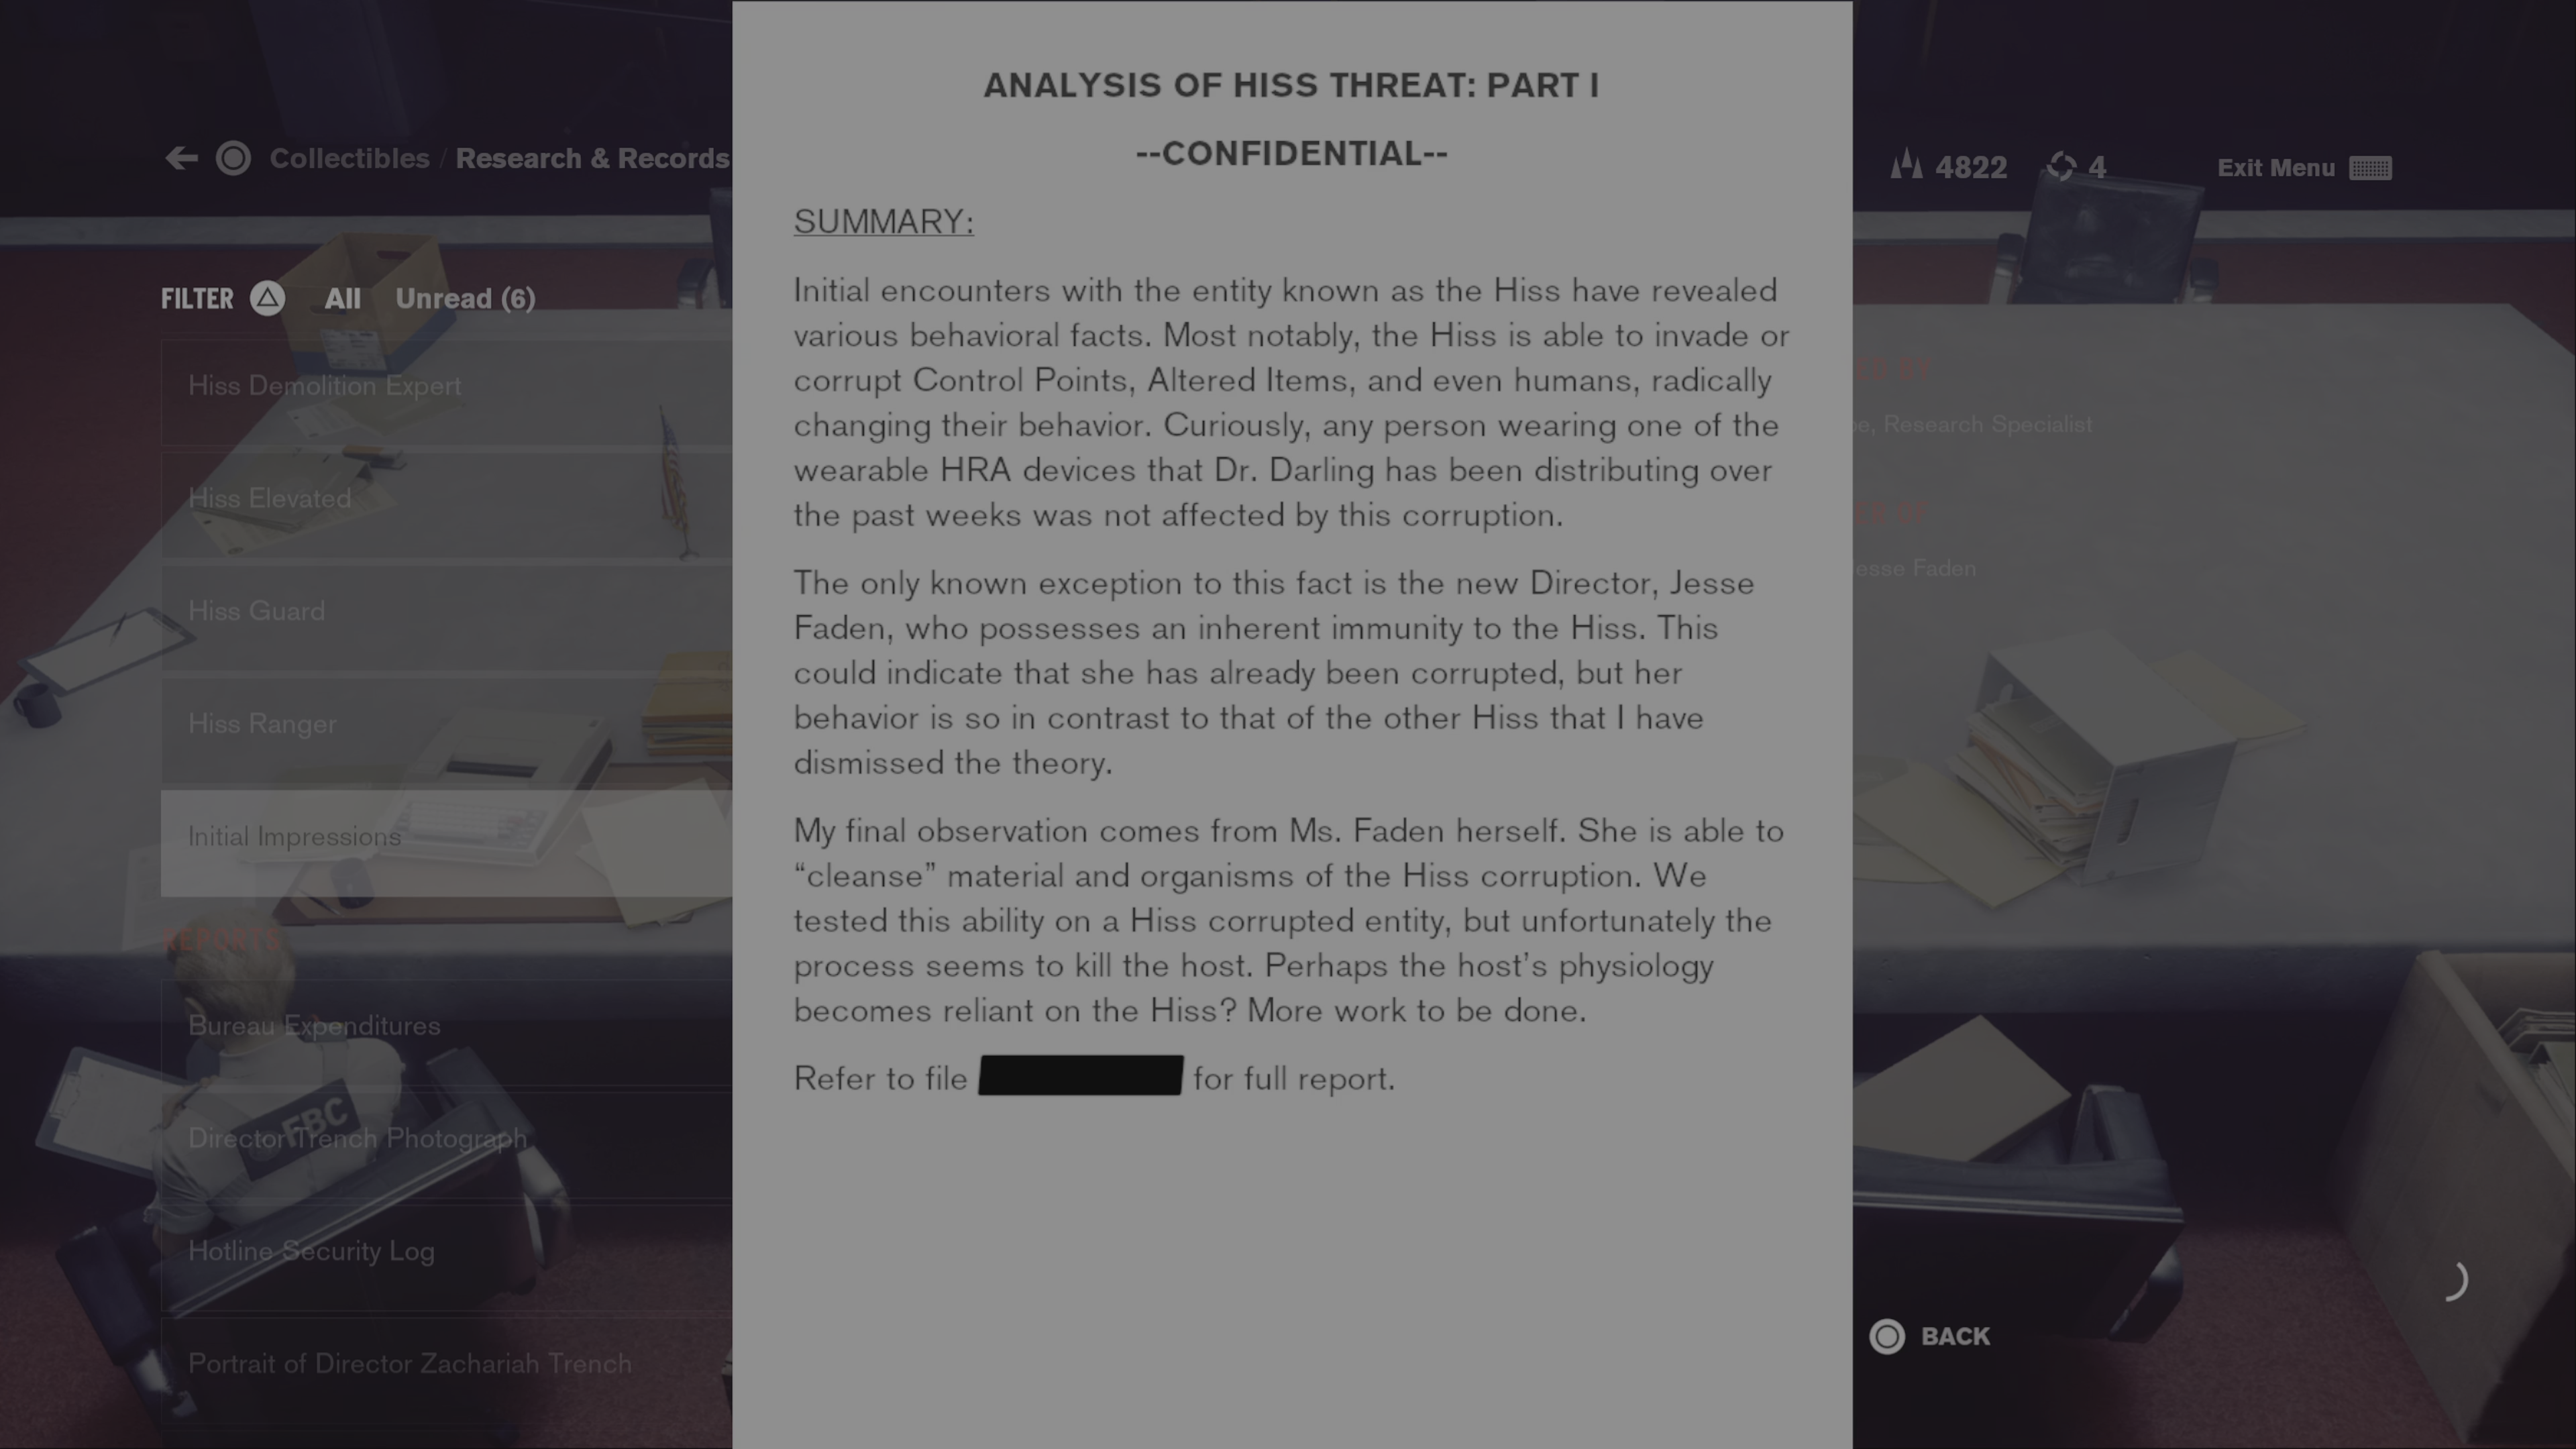 Collectibles / Research & Records
4822
4
Exit Menu
FILTER All Unread (6)
Hiss Demolition Expert
Hiss Elevated
Hiss Guard
Hiss Ranger
Initial Impressions
REPORTS
Bureau Expenditures
Director Trench Photograph
Hotline Security Log
Portrait of Director Zachariah Trench
FBC
ANALYSIS OF HISS THREAT: PART I
--CONFIDENTIAL--
SUMMARY:
Initial encounters with the entity known as the Hiss have revealed
various behavioral facts. Most notably, the Hiss is able to invade or
corrupt Control Points, Altered Items, and even humans, radically
changing their behavior. Curiously, any person wearing one of the
wearable HRA devices that Dr. Darling has been distributing over
the past weeks was not affected by this corruption.
The only known exception to this fact is the new Director, Jesse
Faden, who possesses an inherent immunity to the Hiss. This
could indicate that she has already been corrupted, but her
behavior is so in contrast to that of the other Hiss that I have
dismissed the theory.
My final observation comes from Ms. Faden herself. She is able to
“cleanse” material and organisms of the Hiss corruption. We
tested this ability on a Hiss corrupted entity, but unfortunately the
process seems to kill the host. Perhaps the host’s physiology
becomes reliant on the Hiss? More work to be done.
Refer to file for full report.
BY
Research Specialist
OF
Faden
BACK